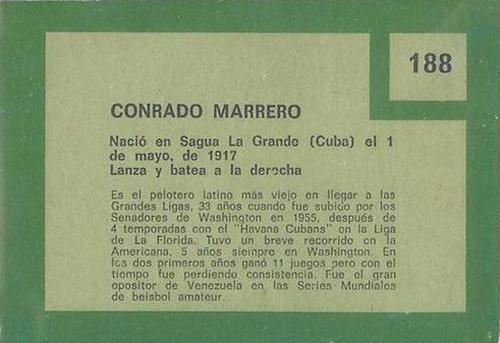 188
CONRADO MARRERO
Nació en Sagua La Grande (Cuba) el 1
de mayo, de 1917
Lanza y batea a la derecha
Es el pelotero latino más viejo en llegar a las
Grandes Ligas, 33 años cuando fue subido por los
Senadores de Washington en 1955, después de
4 temporadas con el "Havana Cubans" en la Liga
de La Florida. Tuvo un breve recorrido en la
Americana, 5 años siempre en Washington. En
los dos primeros años ganó 11 juegos pero con el
tiempo fue perdiendo consistencia. Fue el gran
opositor de Venezuela en las Series Mundiales
de beisbol amateur.